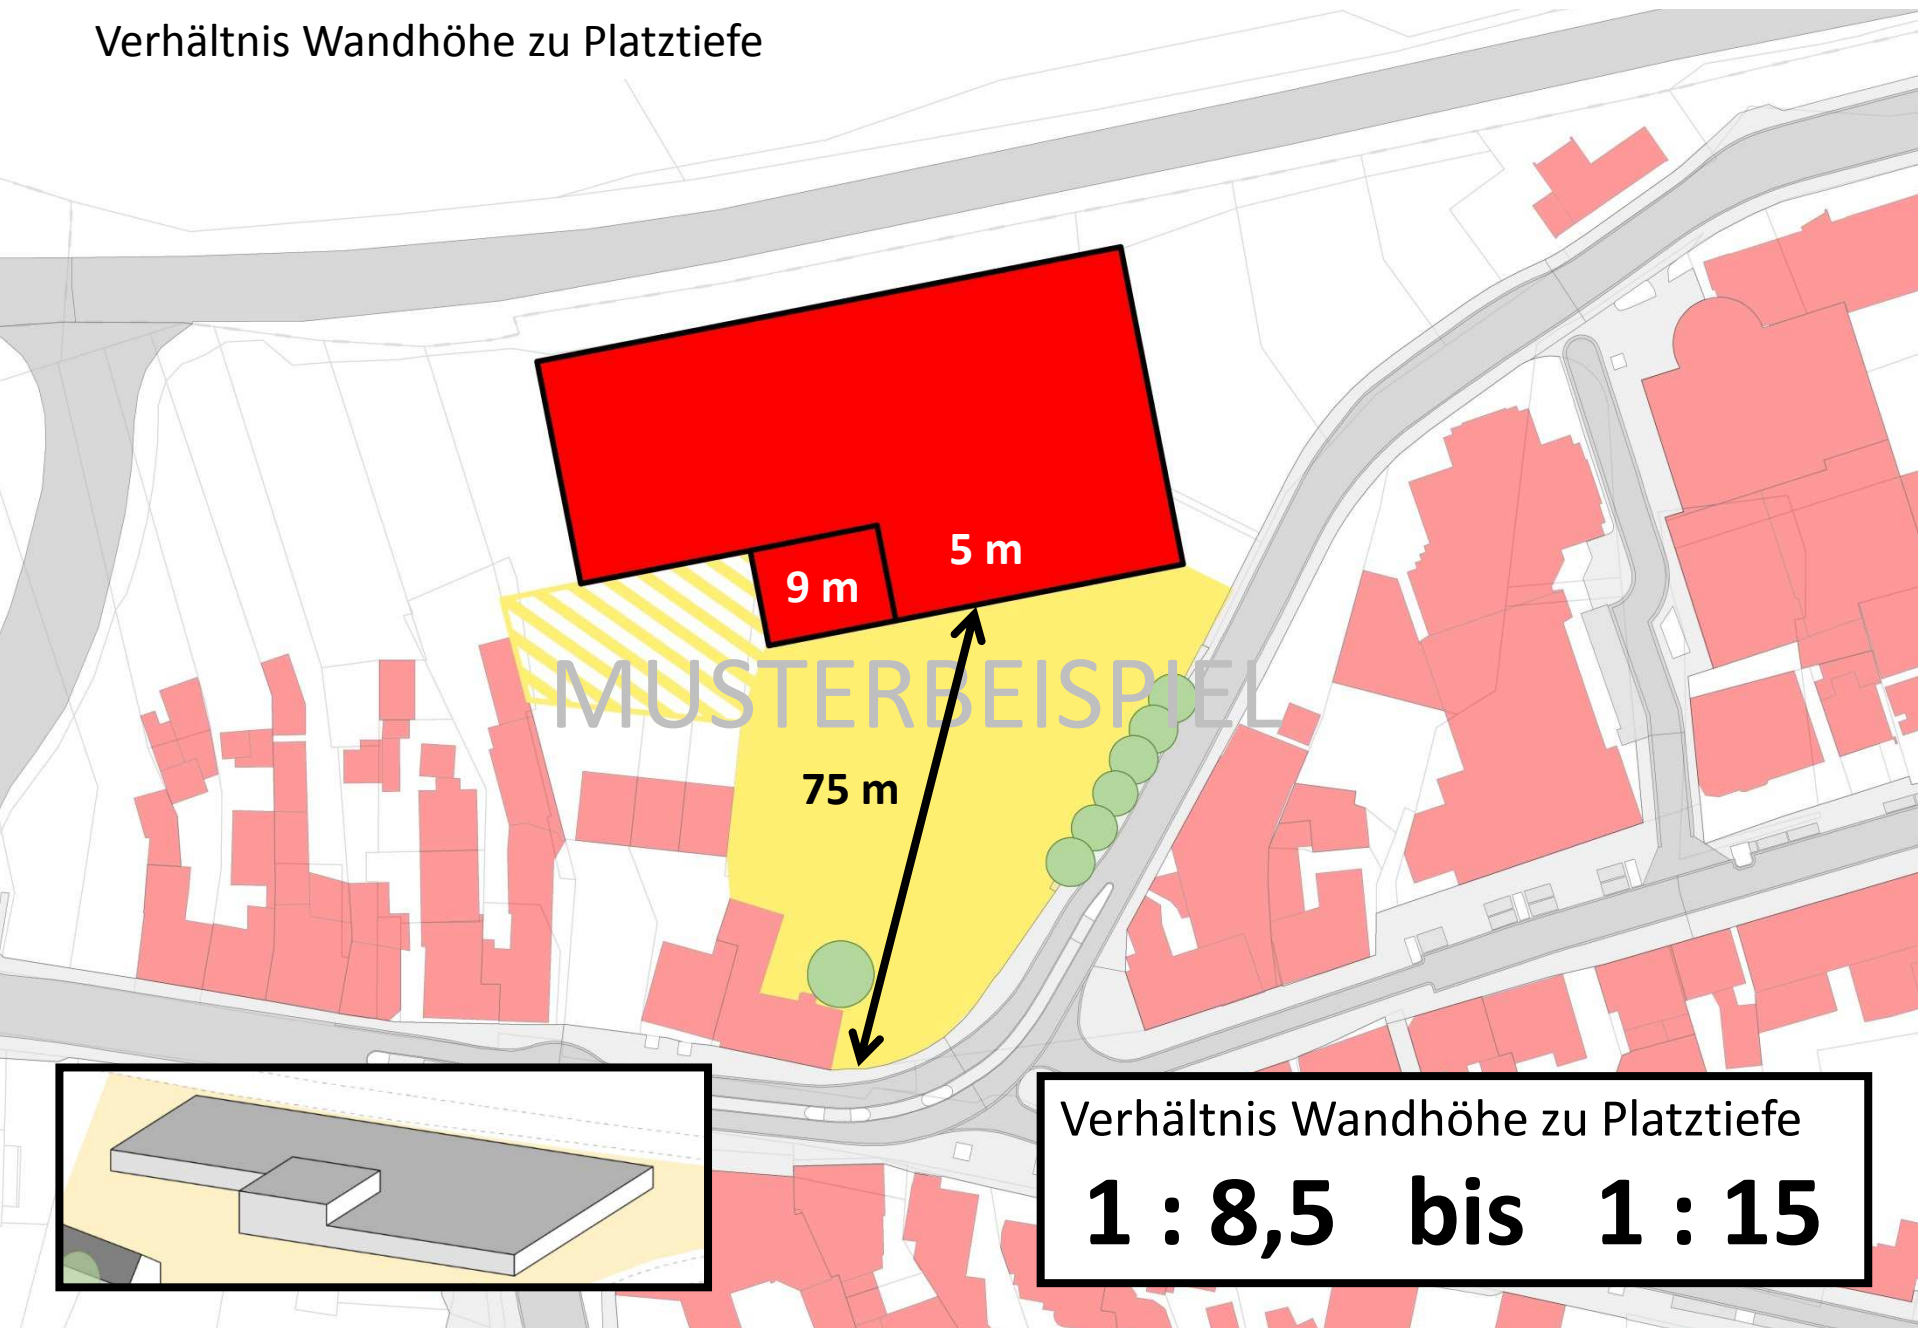 Verhältnis Wandhöhe zu Platztiefe
5 m
9 m
MUSTERBEISPIEL
75 m
Verhältnis Wandhöhe zu Platztiefe
1 : 8,5 bis 1 : 15